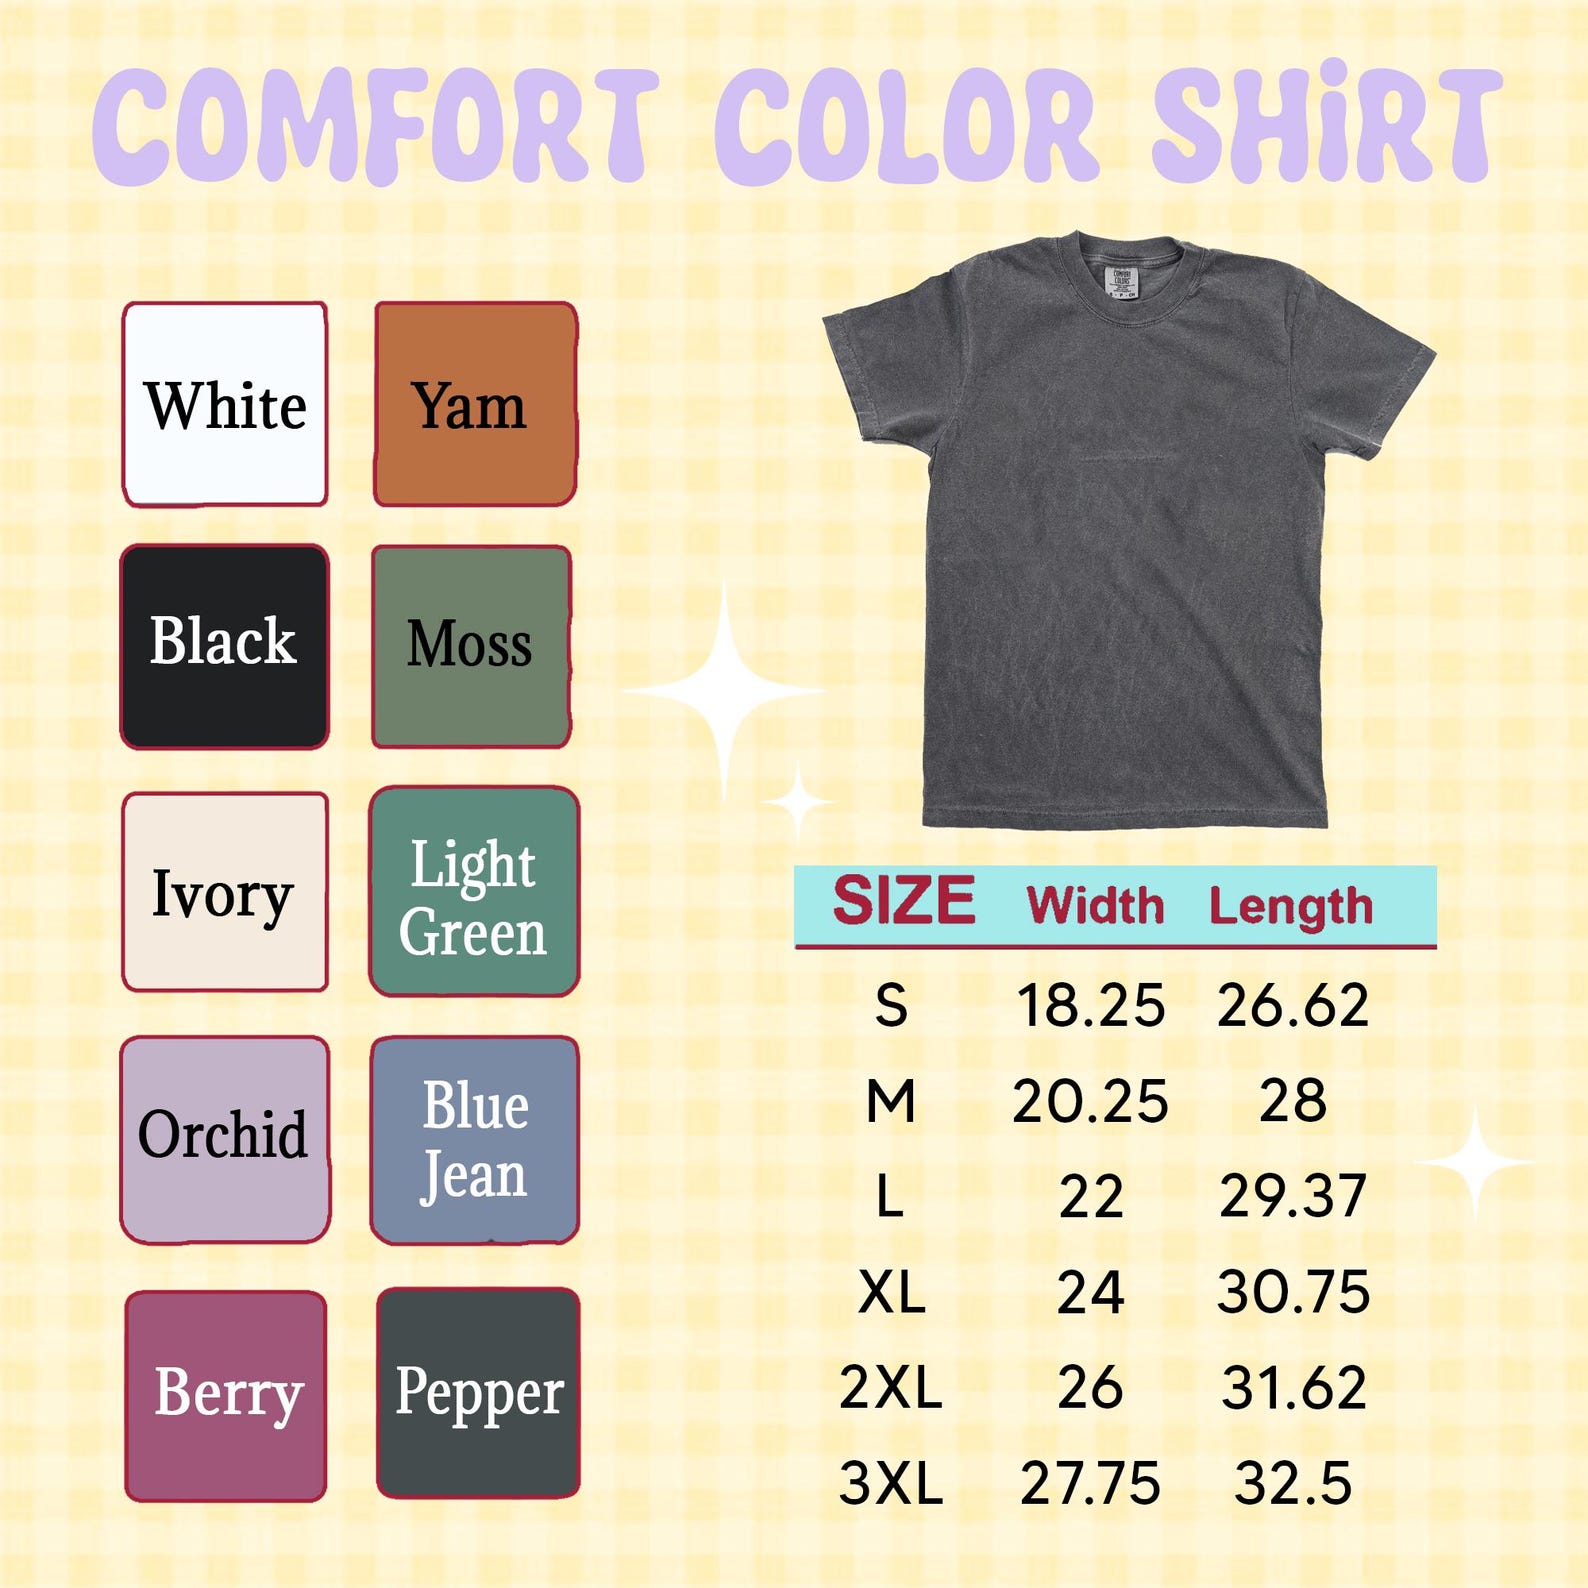 COMFORT COLOR SHiRT
White
Yam
Black
Moss
Ivory
Light
Green
Orchid
Blue
Jean
Berry
Pepper
COMFORT
COLORS
SIZE Width Length
S 18.25 26.62
M 20.25 28
L 22 29.37
XL 24 30.75
2XL 26 31.62
3XL 27.75 32.5